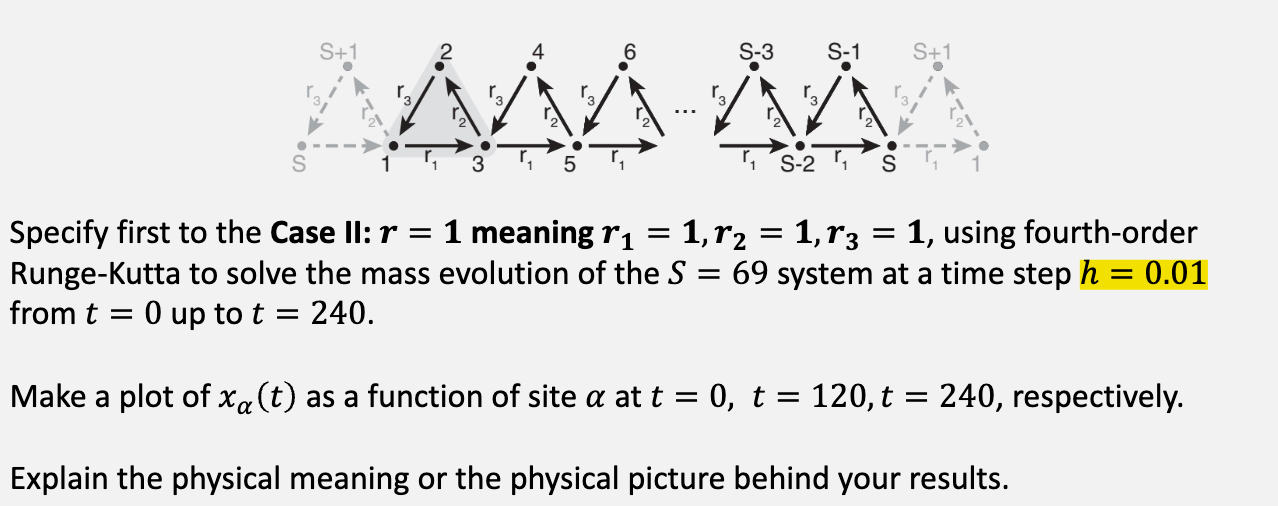 S+1 2 4 6 S-3 S-1 S+1
r3 r2 r3 r2 r3 r2 r3 r2 ... r3 r2 r3 r2 r3 r2
S 1 r1 3 r1 5 r1 r1 S-2 r1 S r1 1
Specify first to the Case II: r = 1 meaning r₁ = 1, r₂ = 1, r₃ = 1, using fourth-order
Runge-Kutta to solve the mass evolution of the S = 69 system at a time step h = 0.01
from t = 0 up to t = 240.
Make a plot of xα(t) as a function of site α at t = 0, t = 120, t = 240, respectively.
Explain the physical meaning or the physical picture behind your results.